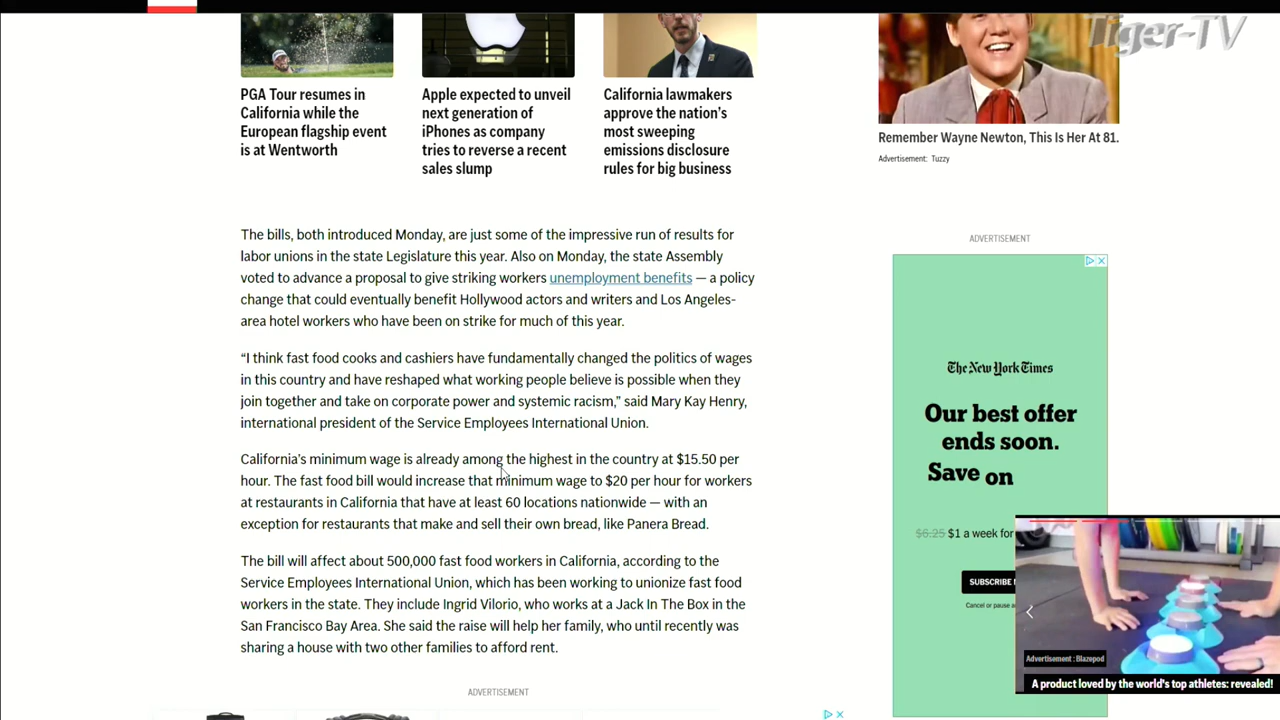 Tiger-TV
PGA Tour resumes in
California while the
European flagship event
is at Wentworth
Apple expected to unveil
next generation of
iPhones as company
tries to reverse a recent
sales slump
California lawmakers
approve the nation's
most sweeping
emissions disclosure
rules for big business
Remember Wayne Newton, This Is Her At 81.
Advertisement: Tuzzy
The bills, both introduced Monday, are just some of the impressive run of results for
labor unions in the state Legislature this year. Also on Monday, the state Assembly
voted to advance a proposal to give striking workers unemployment benefits — a policy
change that could eventually benefit Hollywood actors and writers and Los Angeles-
area hotel workers who have been on strike for much of this year.
“I think fast food cooks and cashiers have fundamentally changed the politics of wages
in this country and have reshaped what working people believe is possible when they
join together and take on corporate power and systemic racism,” said Mary Kay Henry,
international president of the Service Employees International Union.
California’s minimum wage is already among the highest in the country at $15.50 per
hour. The fast food bill would increase that minimum wage to $20 per hour for workers
at restaurants in California that have at least 60 locations nationwide — with an
exception for restaurants that make and sell their own bread, like Panera Bread.
The bill will affect about 500,000 fast food workers in California, according to the
Service Employees International Union, which has been working to unionize fast food
workers in the state. They include Ingrid Vilorio, who works at a Jack In The Box in the
San Francisco Bay Area. She said the raise will help her family, who until recently was
sharing a house with two other families to afford rent.
ADVERTISEMENT
ADVERTISEMENT
The New York Times
Our best offer
ends soon.
Save on
$6.25 $1 a week for
SUBSCRIBE
Cancel or pause
Advertisement : Blazepod
A product loved by the world's top athletes: revealed!